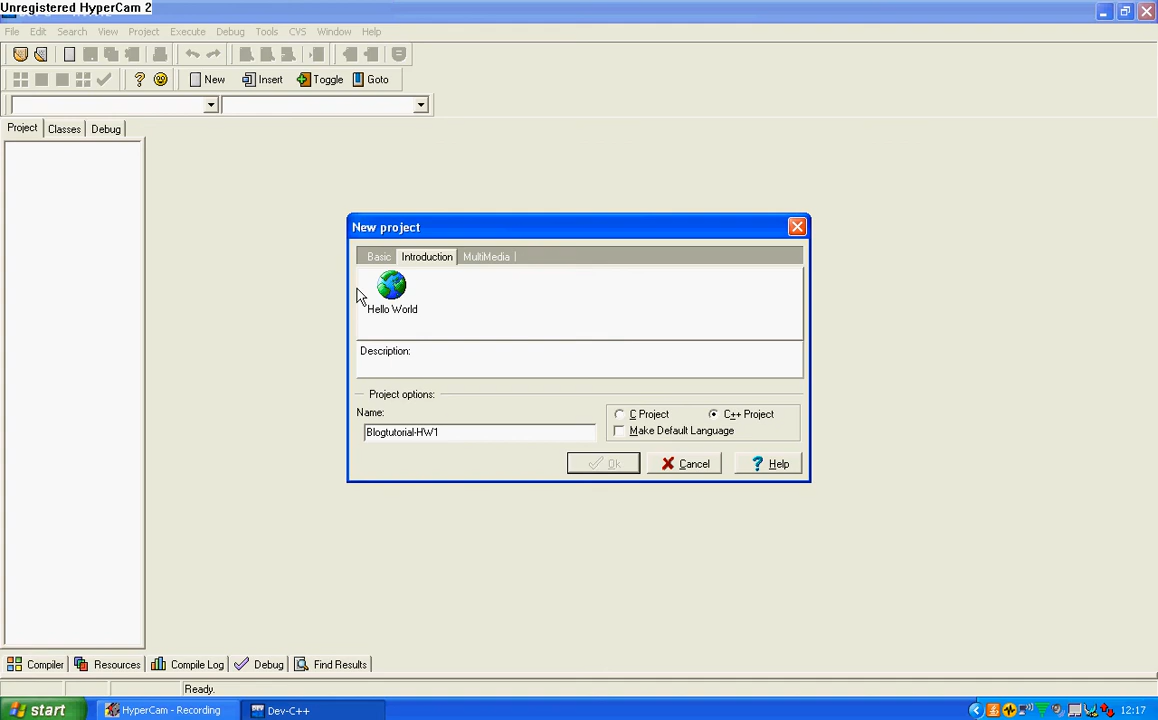 Unregistered HyperCam 2
File Edit Search View Project Execute Debug Tools CVS Window Help
New Insert Toggle Goto
Project Classes Debug
New project
Basic Introduction MultiMedia
Hello World
Description:
Project options:
Name:
Blogtutorial-HW1
C Project C++ Project
Make Default Language
Ok Cancel Help
Compiler Resources Compile Log Debug Find Results
Ready.
start HyperCam - Recording Dev-C++ 12:17